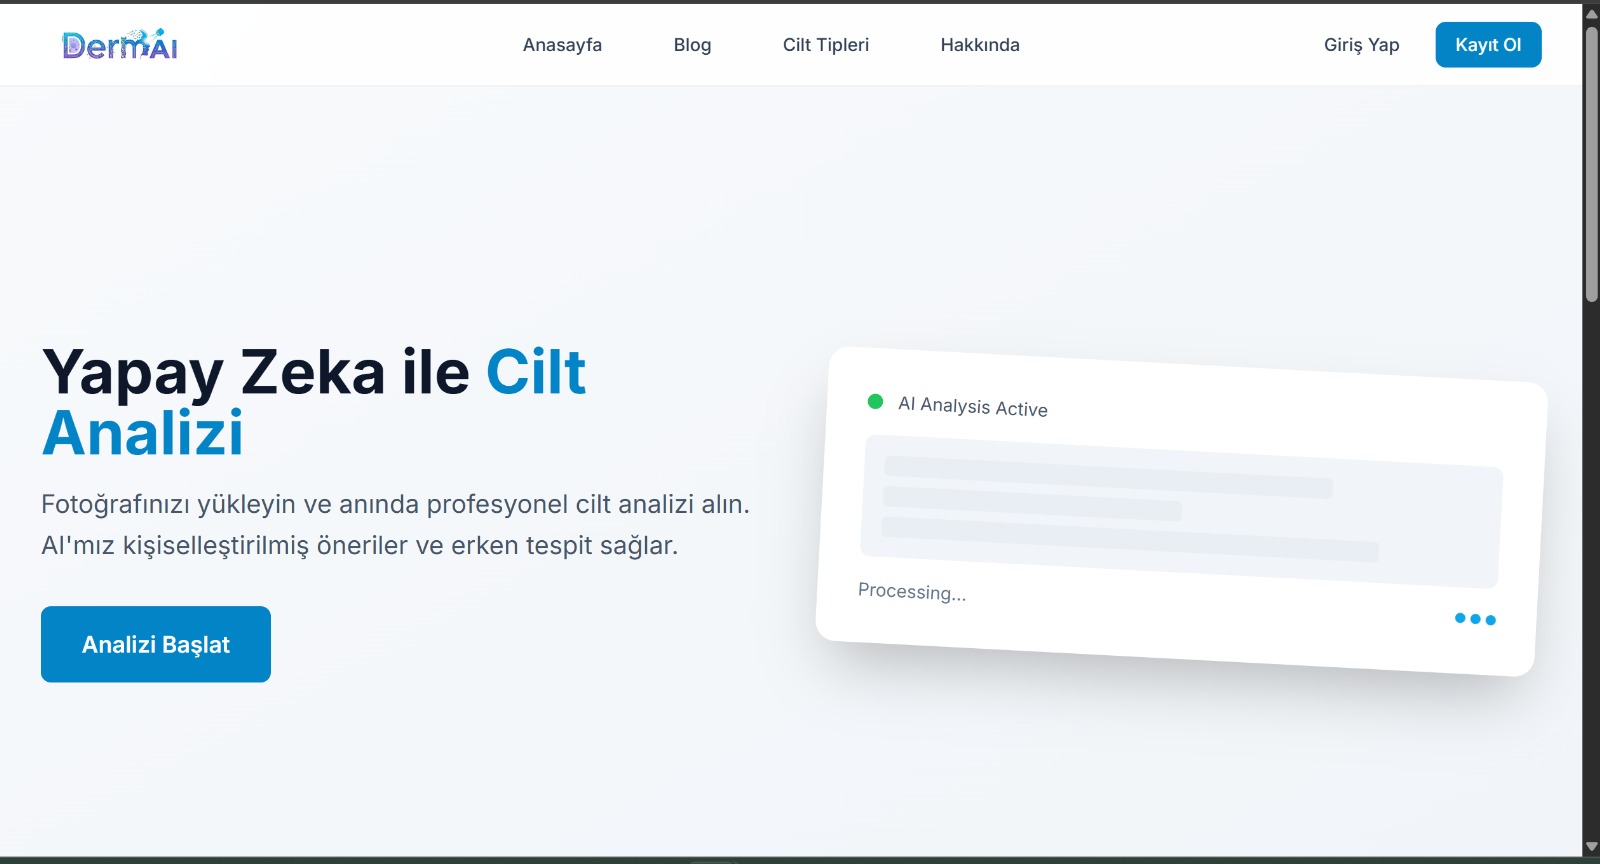 DermAI
Anasayfa
Blog
Cilt Tipleri
Hakkında
Giriş Yap
Kayıt Ol
Yapay Zeka ile Cilt
Analizi
Fotoğrafınızı yükleyin ve anında profesyonel cilt analizi alın.
AI'mız kişiselleştirilmiş öneriler ve erken tespit sağlar.
Analizi Başlat
AI Analysis Active
Processing...